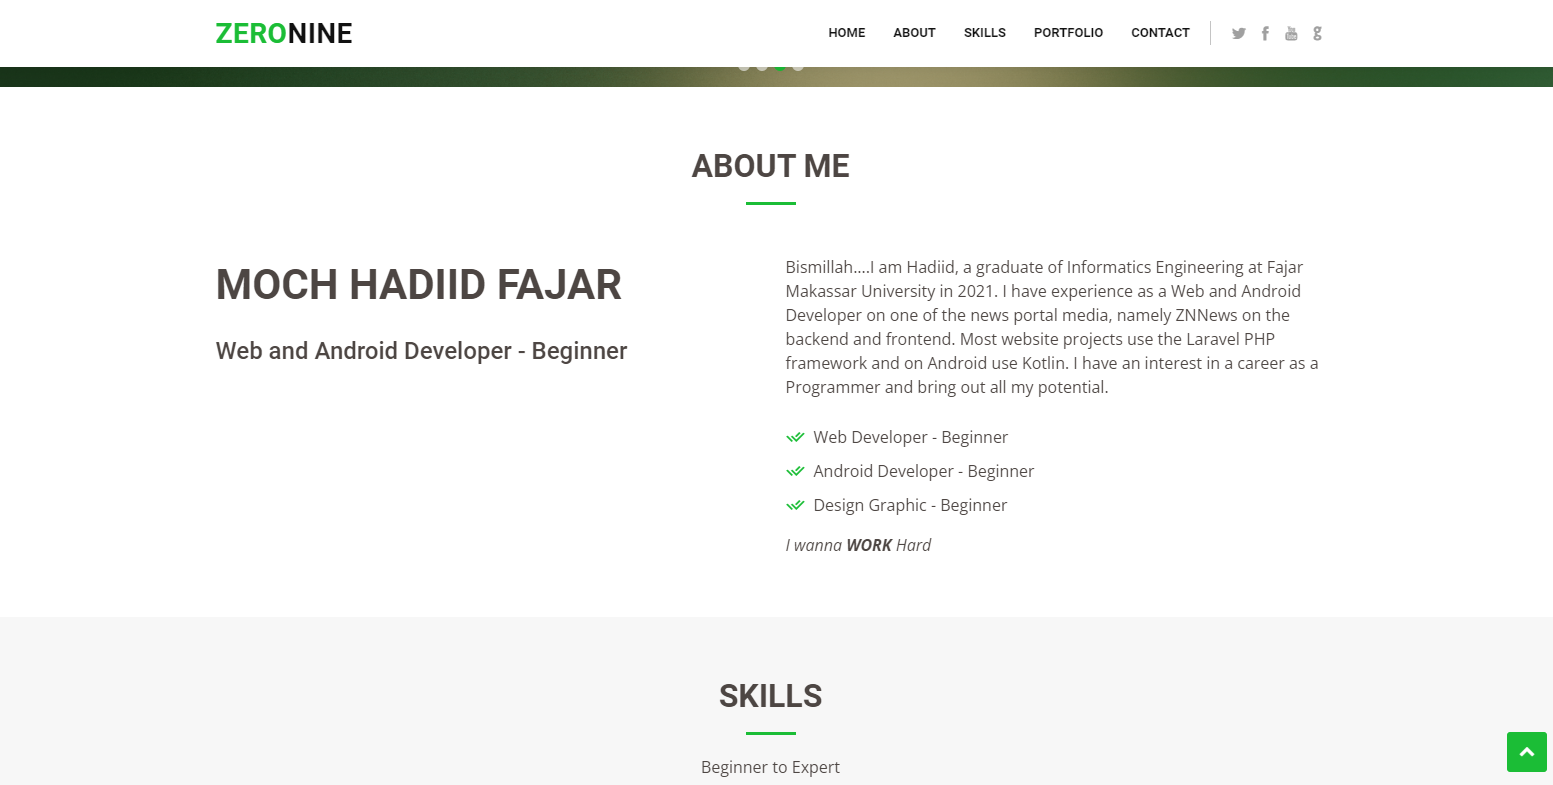 ZERONINE
HOME ABOUT SKILLS PORTFOLIO CONTACT
ABOUT ME
MOCH HADIID FAJAR
Web and Android Developer - Beginner
Bismillah....I am Hadiid, a graduate of Informatics Engineering at Fajar
Makassar University in 2021. I have experience as a Web and Android
Developer on one of the news portal media, namely ZNNews on the
backend and frontend. Most website projects use the Laravel PHP
framework and on Android use Kotlin. I have an interest in a career as a
Programmer and bring out all my potential.
Web Developer - Beginner
Android Developer - Beginner
Design Graphic - Beginner
I wanna WORK Hard
SKILLS
Beginner to Expert